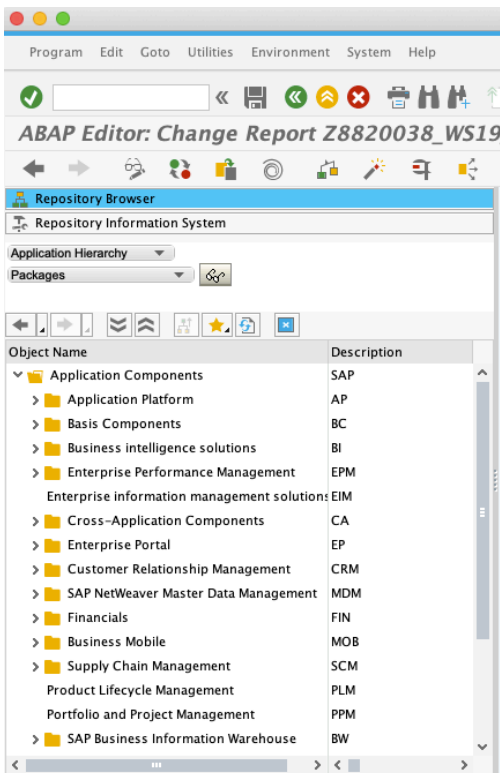 Program Edit Goto Utilities Environment System Help
ABAP Editor: Change Report Z8820038_WS19
Repository Browser
Repository Information System
Application Hierarchy
Packages
Object Name Description
Application Components SAP
Application Platform AP
Basis Components BC
Business intelligence solutions BI
Enterprise Performance Management EPM
Enterprise information management solutions EIM
Cross-Application Components CA
Enterprise Portal EP
Customer Relationship Management CRM
SAP NetWeaver Master Data Management MDM
Financials FIN
Business Mobile MOB
Supply Chain Management SCM
Product Lifecycle Management PLM
Portfolio and Project Management PPM
SAP Business Information Warehouse BW